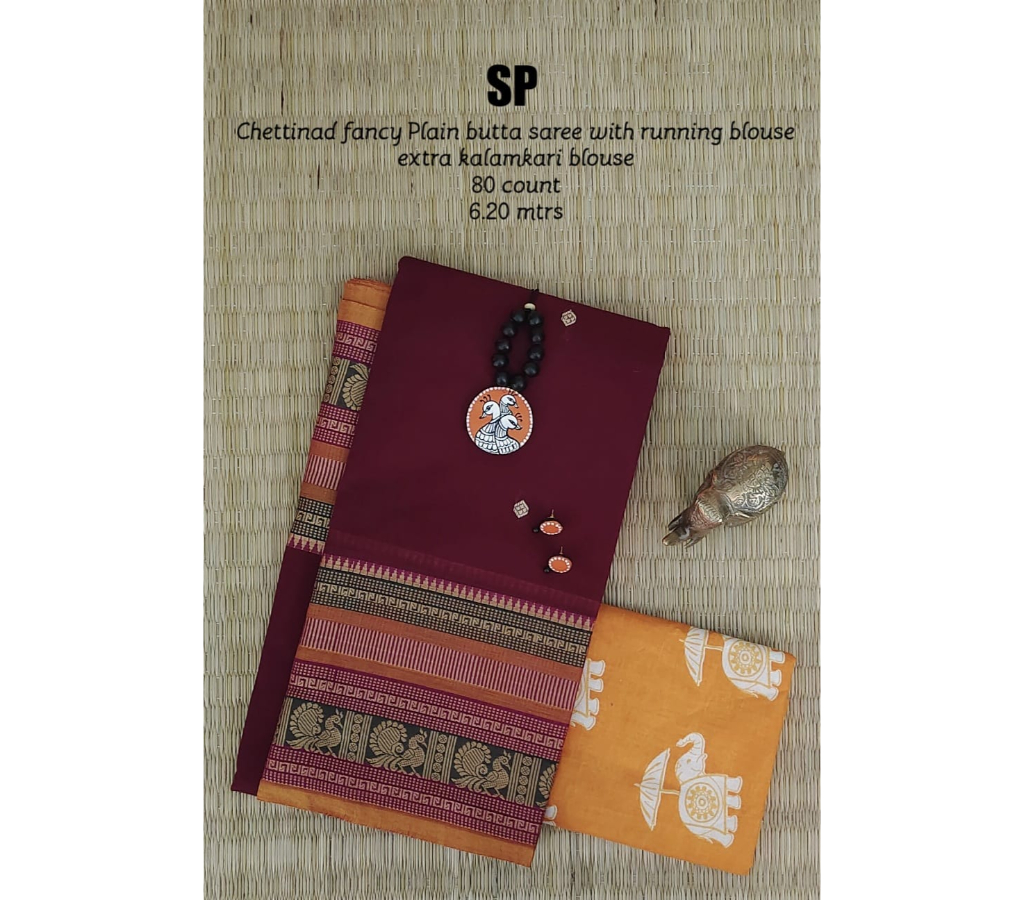 SP
Chettinad fancy Plain butta saree with running blouse
extra kalamkari blouse
80 count
6.20 mtrs